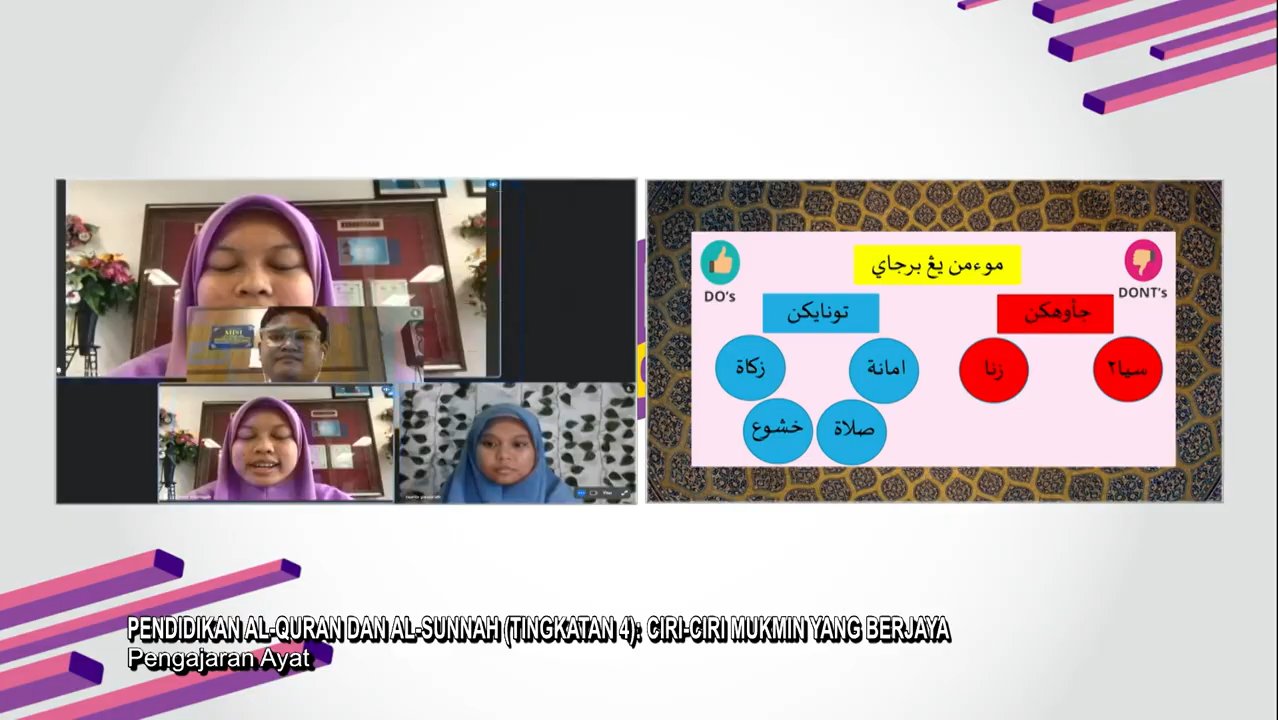 موءمن يڠ برجاي
DO's
DONT's
تونايكن
جأوهكن
زكاة
امانة
زنا
سيا٢
خشوع
صلاة
PENDIDIKAN AL-QURAN DAN AL-SUNNAH (TINGKATAN 4): CIRI-CIRI MUKMIN YANG BERJAYA
Pengajaran Ayat